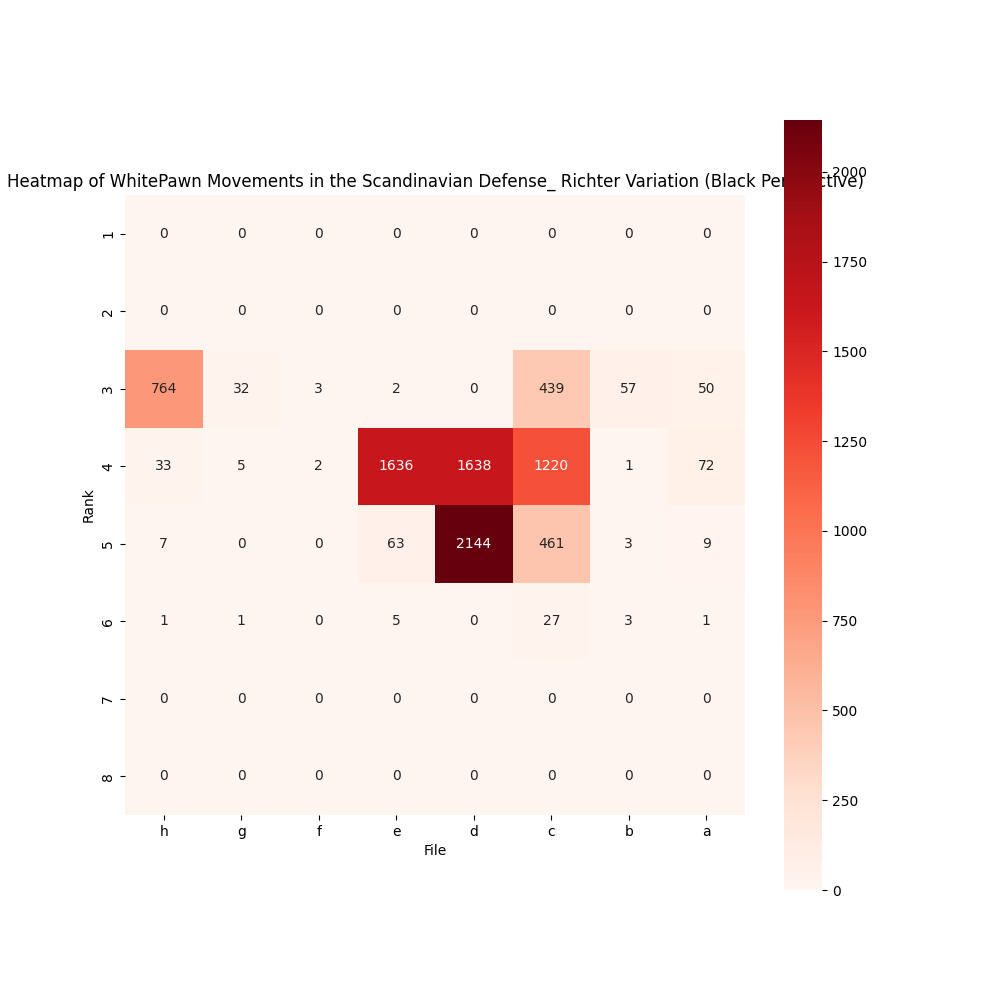 Heatmap of WhitePawn Movements in the Scandinavian Defense_ Richter Variation (Black Perspective)
1 0 0 0 0 0 0 0 0
2 0 0 0 0 0 0 0 0
3 764 32 3 2 0 439 57 50
4 33 5 2 1636 1638 1220 1 72
Rank
5 7 0 0 63 2144 461 3 9
6 1 1 0 5 0 27 3 1
7 0 0 0 0 0 0 0 0
8 0 0 0 0 0 0 0 0
h g f e d c b a
File
2000
1750
1500
1250
1000
750
500
250
0